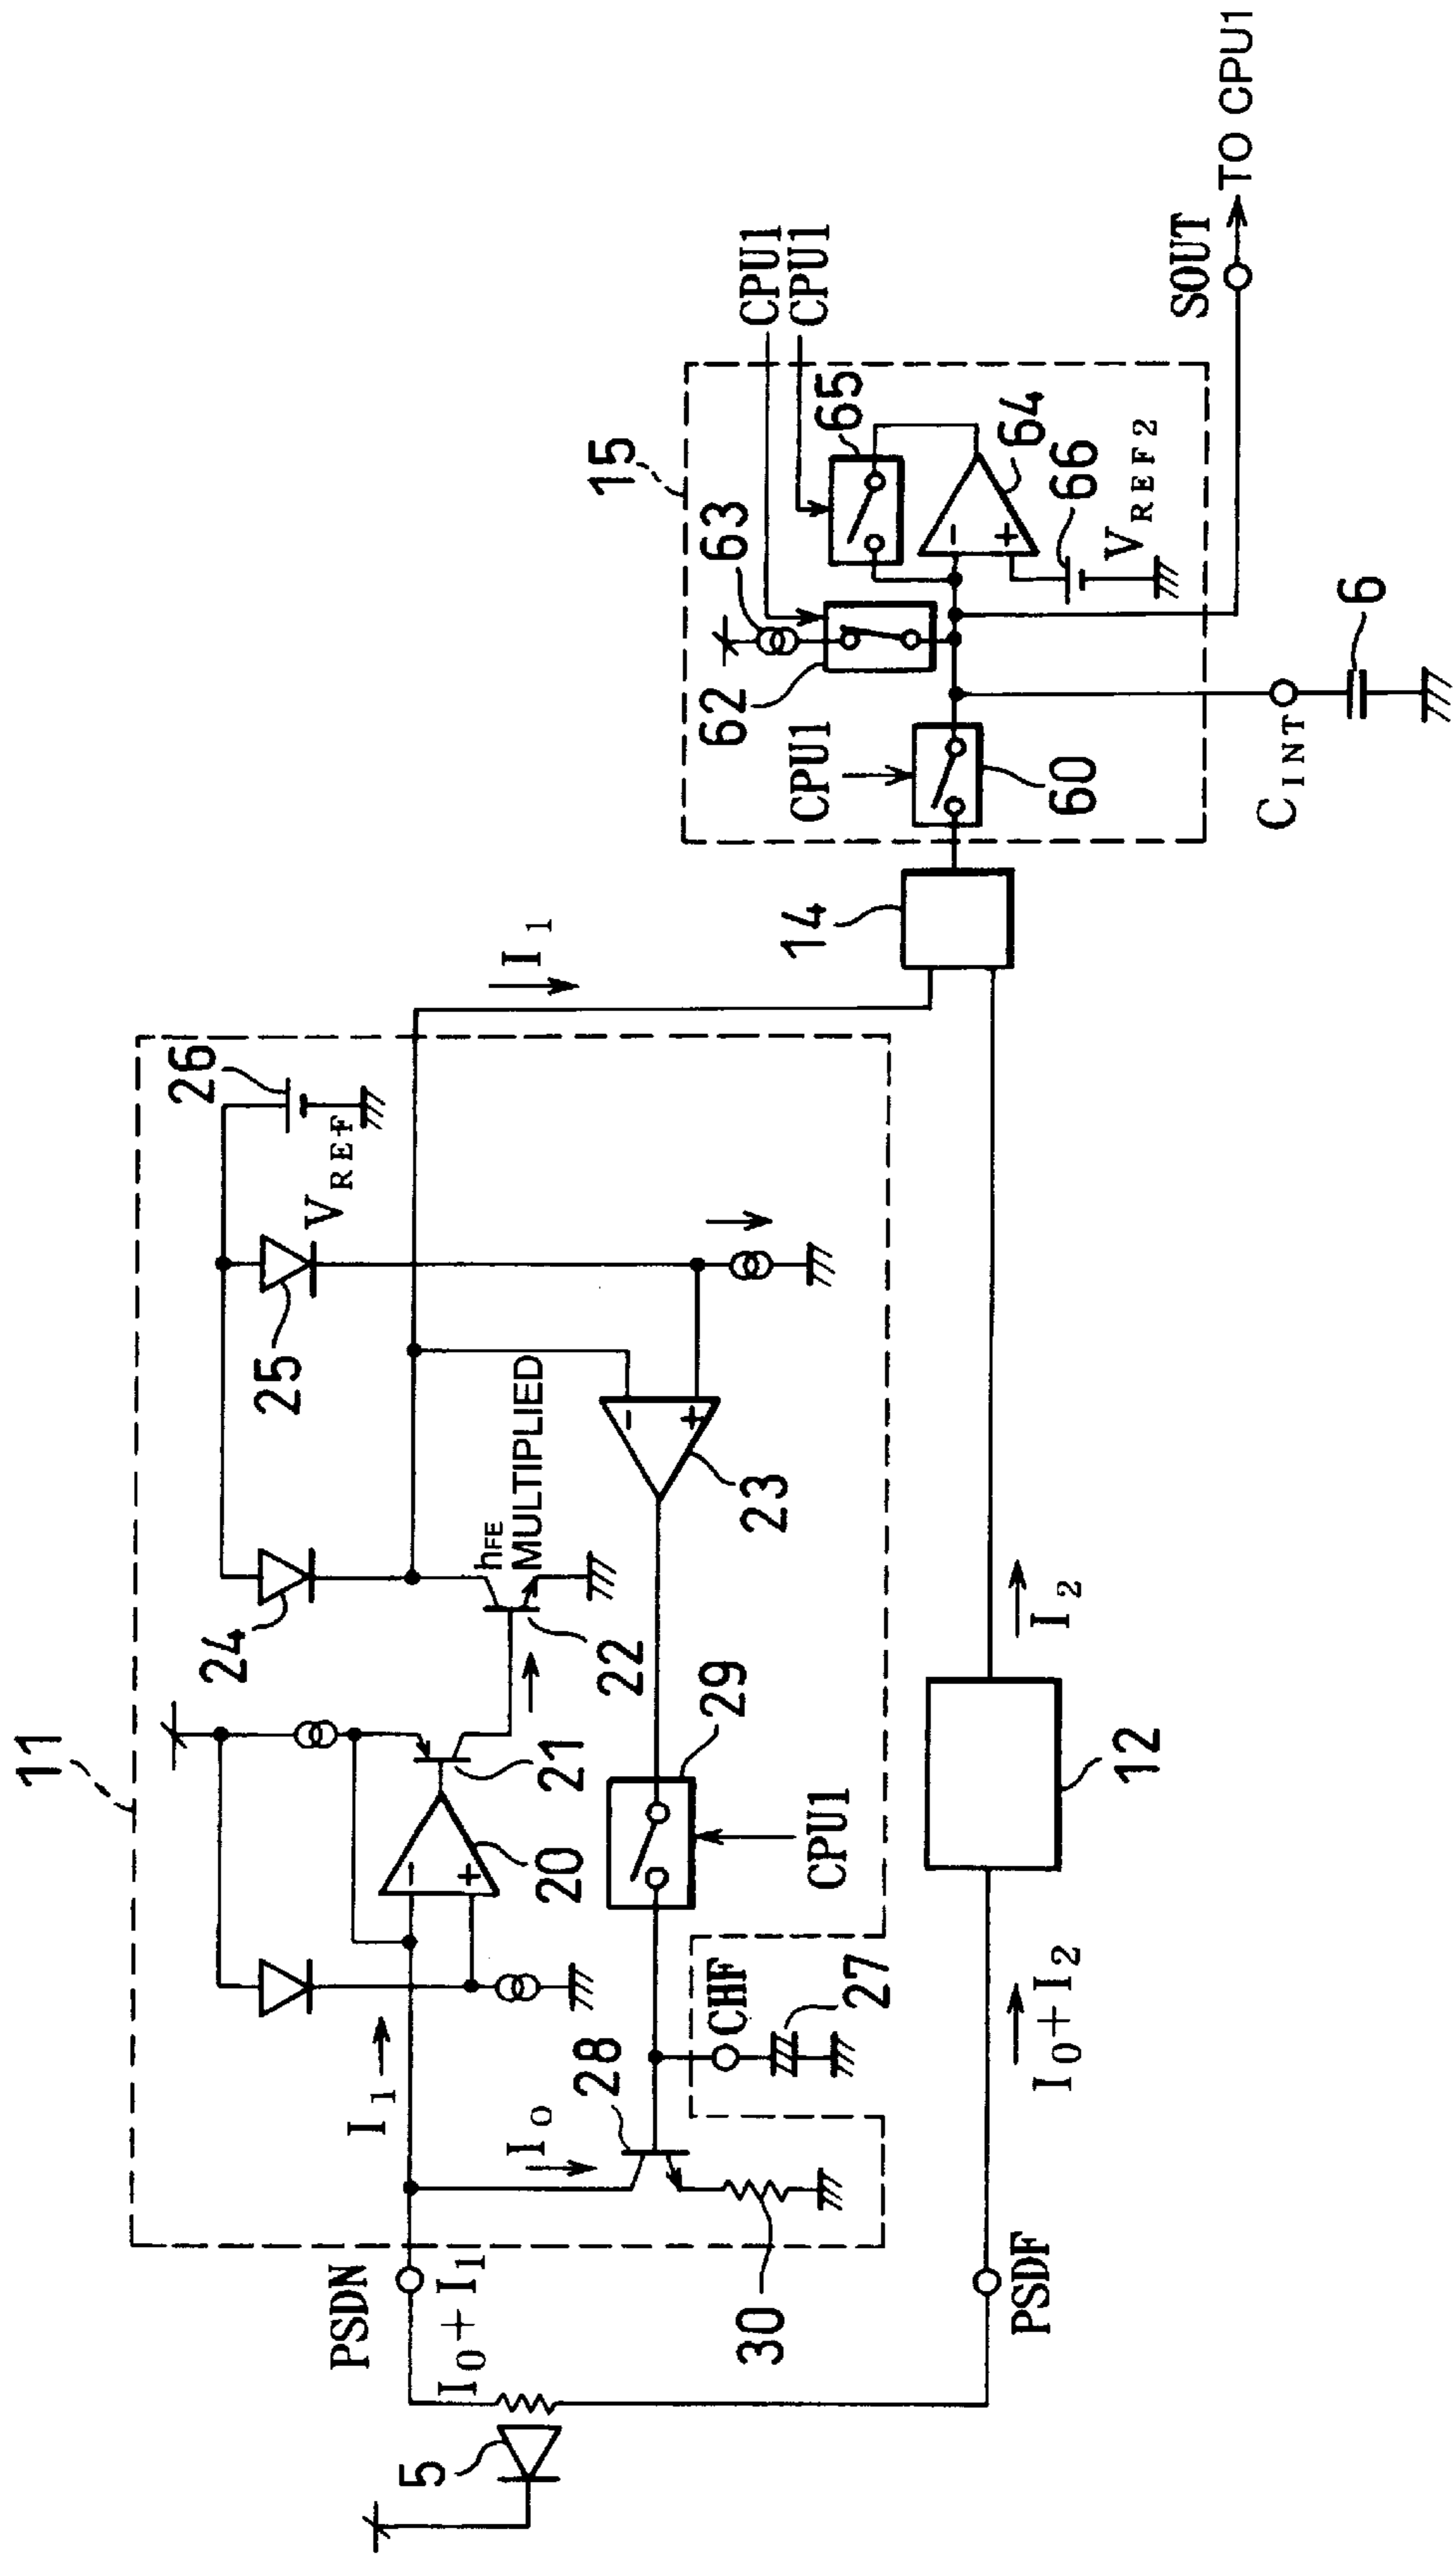 11
26
V REF
25
24
hFE
MULTIPLIED
22
21
20
23
29
CPU1
28
CHF
27
30
I1
I0
PSDN
I0+I1
5
PSDF
I0+I2
12
I2
I1
14
15
CPU1
CPU1
63
65
62
64
66
V REF2
CPU1
60
CINT
6
SOUT
TO CPU1